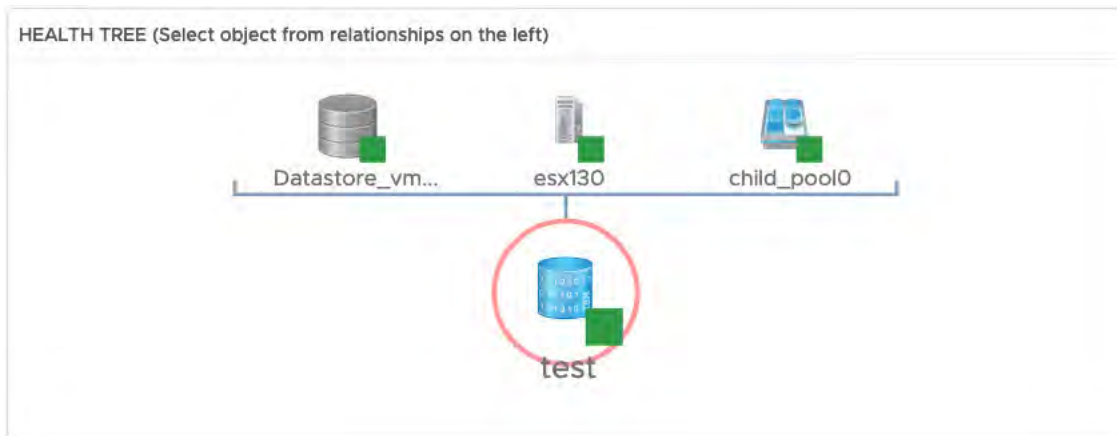 HEALTH TREE (Select object from relationships on the left)
Datastore_vm... esx130 child_pool0
test